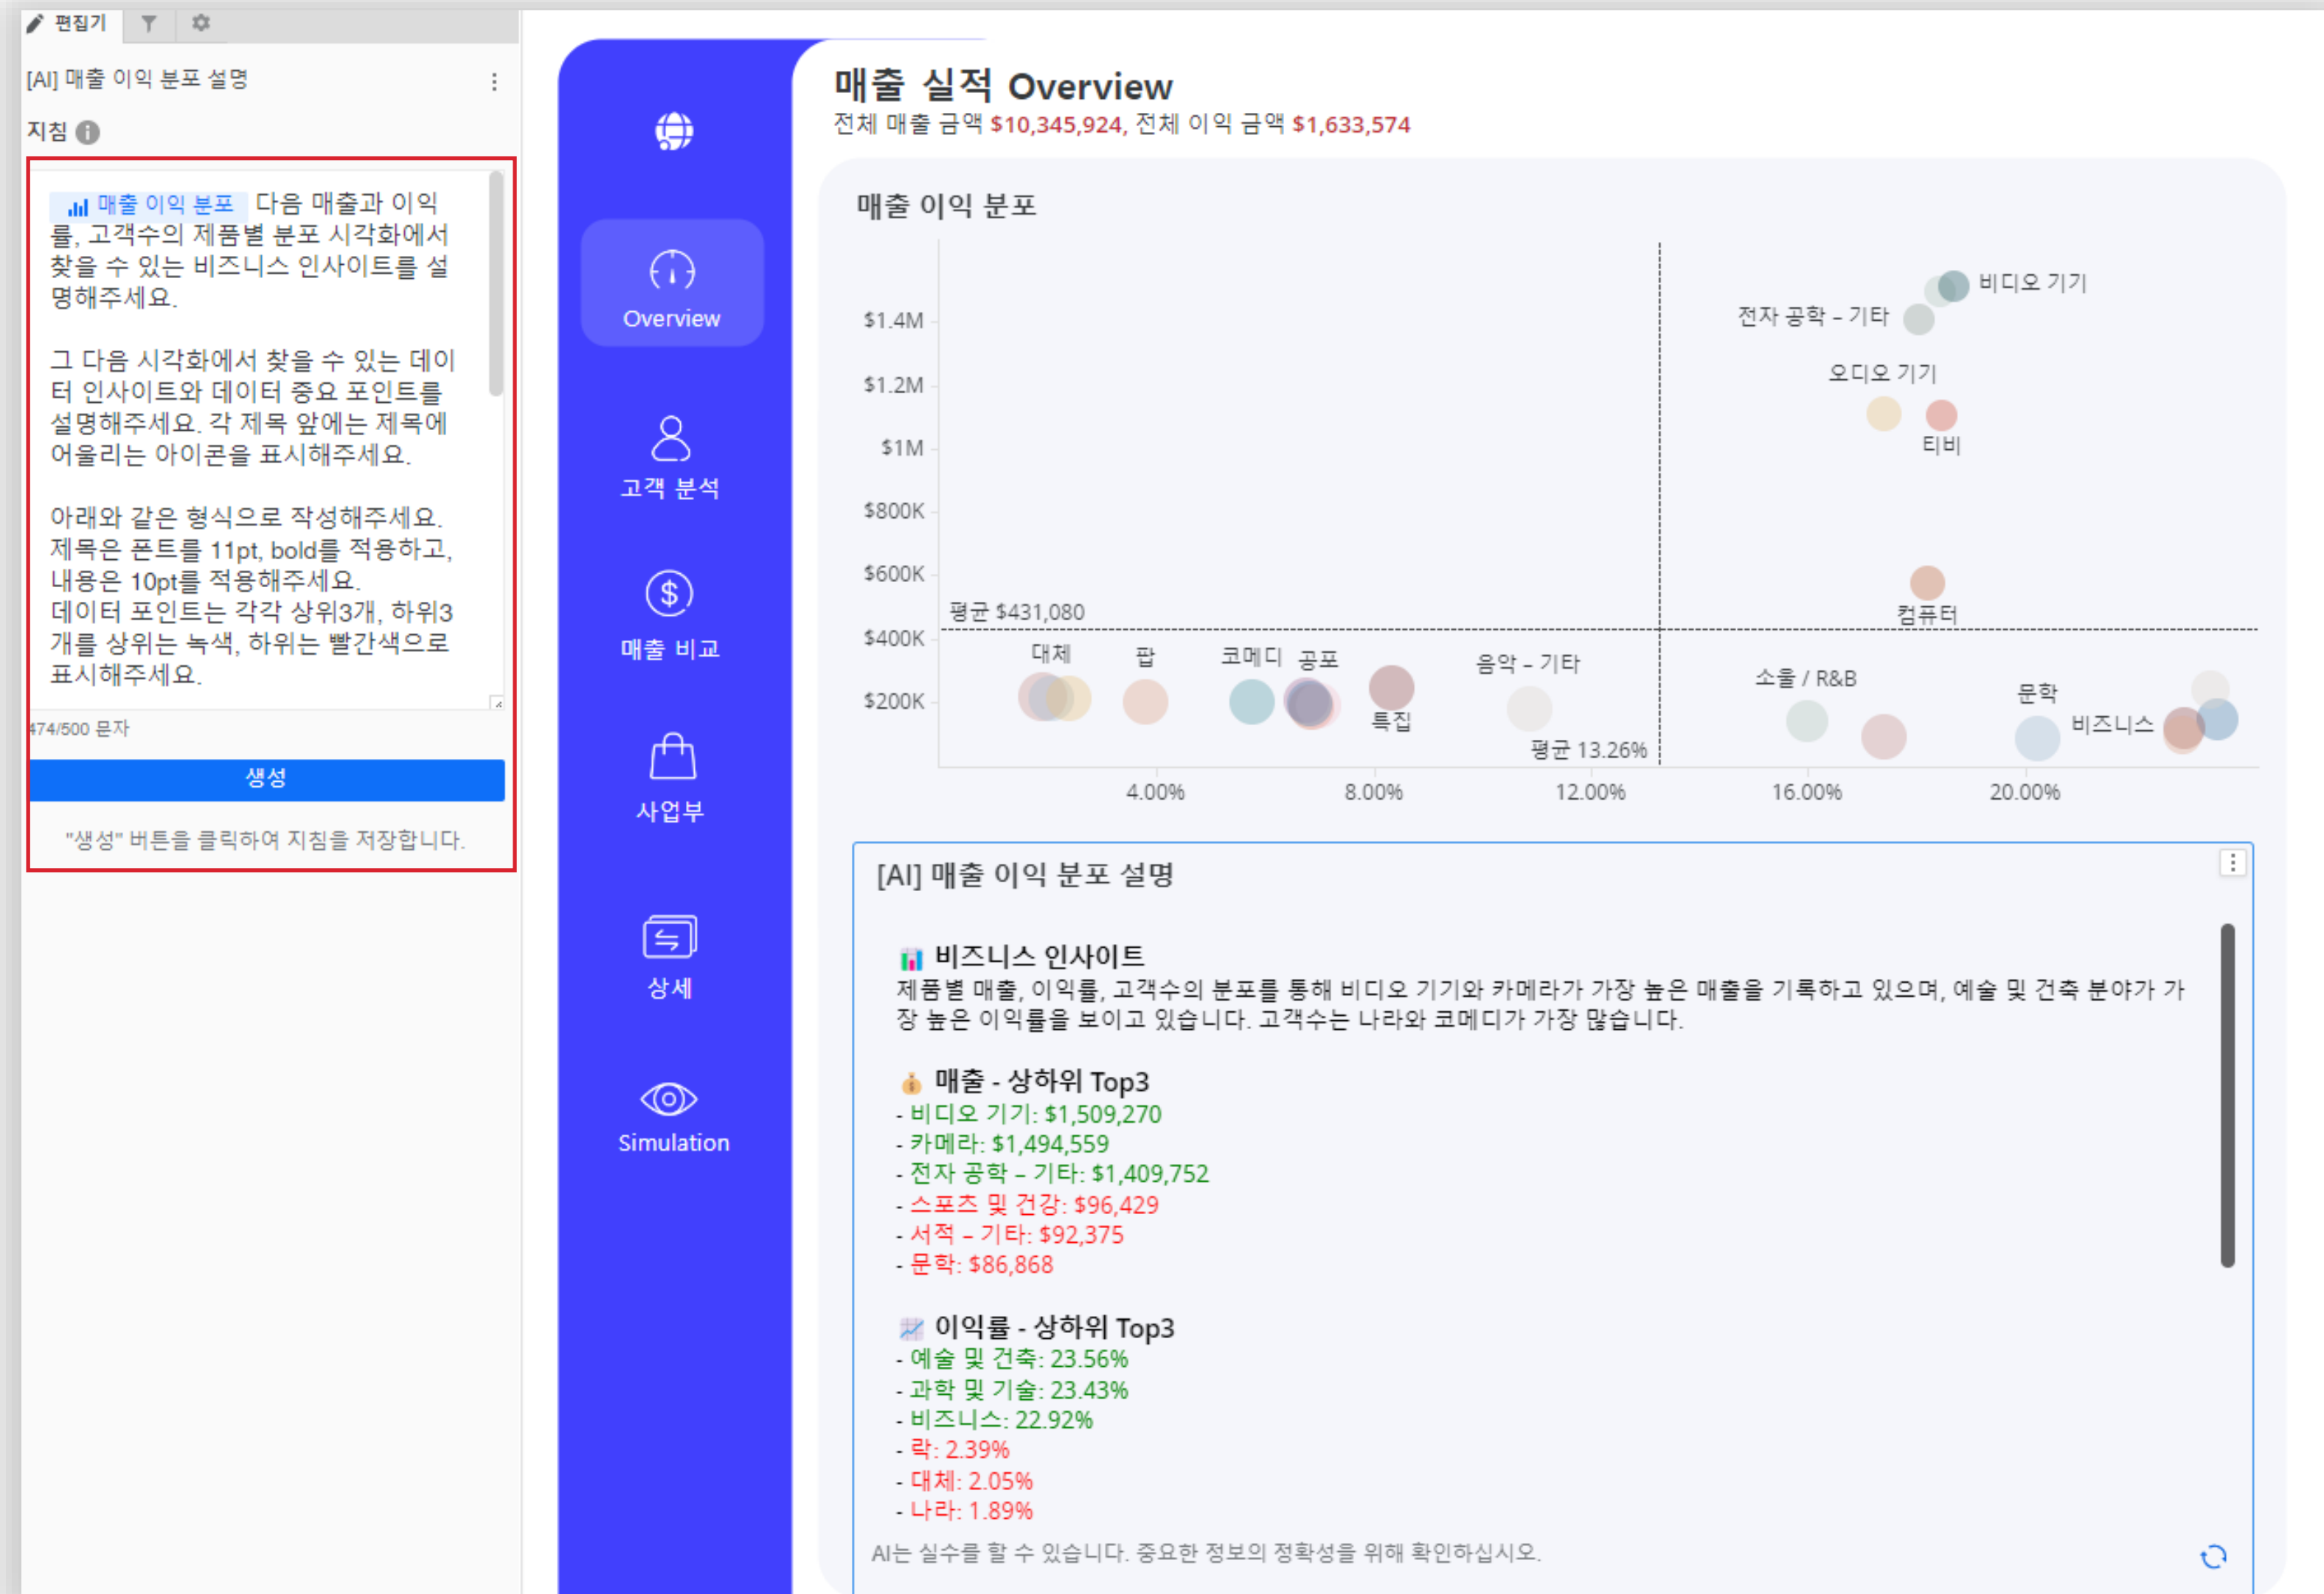 편집기
[AI] 매출 이익 분포 설명
지침
매출 이익 분포 다음 매출과 이익
률, 고객수의 제품별 분포 시각화에서
찾을 수 있는 비즈니스 인사이트를 설
명해주세요.
그 다음 시각화에서 찾을 수 있는 데이
터 인사이트와 데이터 중요 포인트를
설명해주세요. 각 제목 앞에는 제목에
어울리는 아이콘을 표시해주세요.
아래와 같은 형식으로 작성해주세요.
제목은 폰트를 11pt, bold를 적용하고,
내용은 10pt를 적용해주세요.
데이터 포인트는 각각 상위3개, 하위3
개를 상위는 녹색, 하위는 빨간색으로
표시해주세요.
474/500 문자
생성
"생성" 버튼을 클릭하여 지침을 저장합니다.
Overview
고객 분석
매출 비교
사업부
상세
Simulation
매출 실적 Overview
전체 매출 금액 $10,345,924, 전체 이익 금액 $1,633,574
매출 이익 분포
$1.4M
$1.2M
$1M
$800K
$600K
$400K
$200K
비디오 기기
전자 공학 – 기타
오디오 기기
티비
컴퓨터
평균 $431,080
대체
팝
코메디
공포
특집
음악 – 기타
소울 / R&B
문학
비즈니스
평균 13.26%
4.00%
8.00%
12.00%
16.00%
20.00%
[AI] 매출 이익 분포 설명
비즈니스 인사이트
제품별 매출, 이익률, 고객수의 분포를 통해 비디오 기기와 카메라가 가장 높은 매출을 기록하고 있으며, 예술 및 건축 분야가 가
장 높은 이익률을 보이고 있습니다. 고객수는 나라와 코메디가 가장 많습니다.
매출 - 상하위 Top3
- 비디오 기기: $1,509,270
- 카메라: $1,494,559
- 전자 공학 – 기타: $1,409,752
- 스포츠 및 건강: $96,429
- 서적 – 기타: $92,375
- 문학: $86,868
이익률 - 상하위 Top3
- 예술 및 건축: 23.56%
- 과학 및 기술: 23.43%
- 비즈니스: 22.92%
- 락: 2.39%
- 대체: 2.05%
- 나라: 1.89%
AI는 실수를 할 수 있습니다. 중요한 정보의 정확성을 위해 확인하십시오.